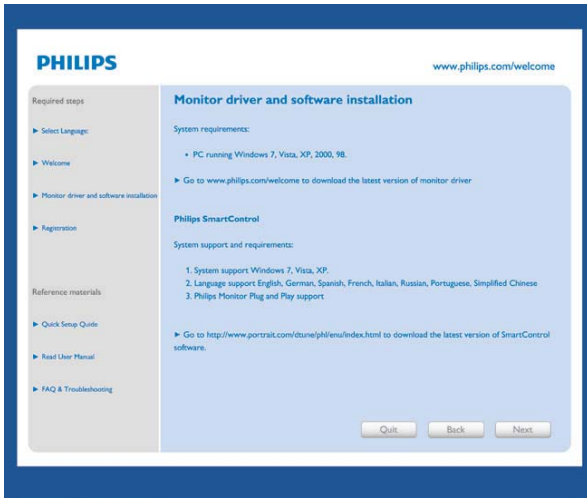 PHILIPS
www.philips.com/welcome
Required steps
Select Language:
Welcome
Monitor driver and software installation
Registration
Reference materials
Quick Setup Quide
Read User Manual
FAQ & Troubleshooting
Monitor driver and software installation
System requirements:
• PC running Windows 7, Vista, XP, 2000, 98.
Go to www.philips.com/welcome to download the latest version of monitor driver
Philips SmartControl
System support and requirements:
1. System support Windows 7, Vista, XP.
2. Language support English, German, Spanish, French, Italian, Russian, Portuguese, Simplified Chinese
3. Philips Monitor Plug and Play support
Go to http://www.portrait.com/dtune/phl/enu/index.html to download the latest version of SmartControl
software.
Quit
Back
Next